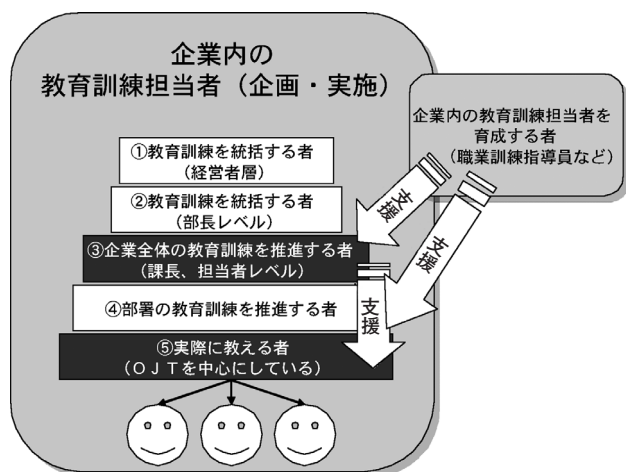 企業内の
教育訓練担当者（企画・実施）
企業内の教育訓練担当者を
育成する者
（職業訓練指導員など）
①教育訓練を統括する者
（経営者層）
②教育訓練を統括する者
（部長レベル）
③企業全体の教育訓練を推進する者
（課長、担当者レベル）
④部署の教育訓練を推進する者
⑤実際に教える者
（ＯＪＴを中心にしている）
支援
支援
支援